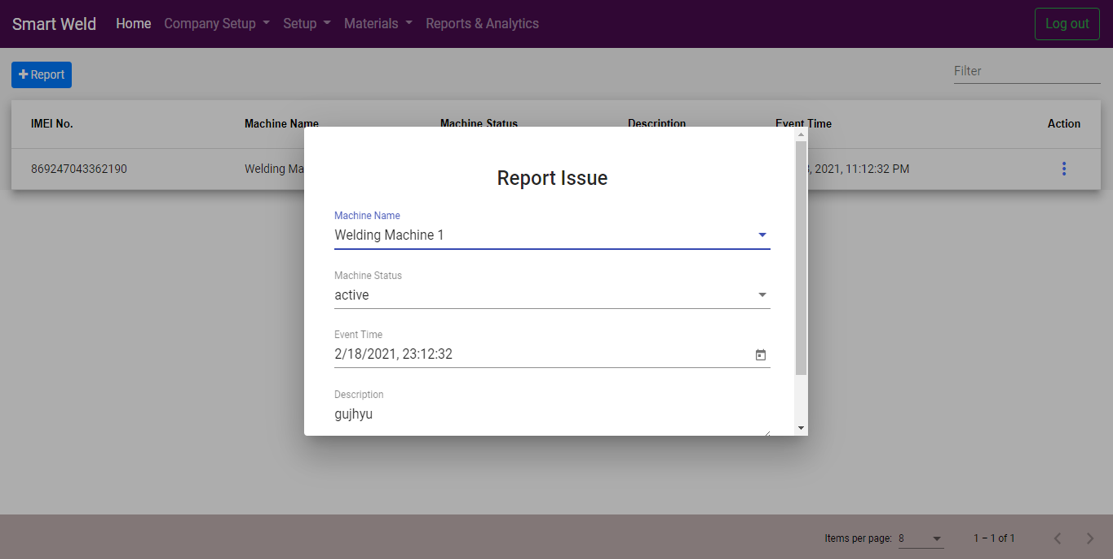 Smart Weld Home Company Setup Setup Materials Reports & Analytics Log out
+ Report Filter
IMEI No. Machine Name Machine Status Description Event Time Action
869247043362190 Welding , 2021, 11:12:32 PM
Report Issue
Machine Name
Welding Machine 1
Machine Status
active
Event Time
2/18/2021, 23:12:32
Description
gujhyu
Items per page: 8 1 – 1 of 1